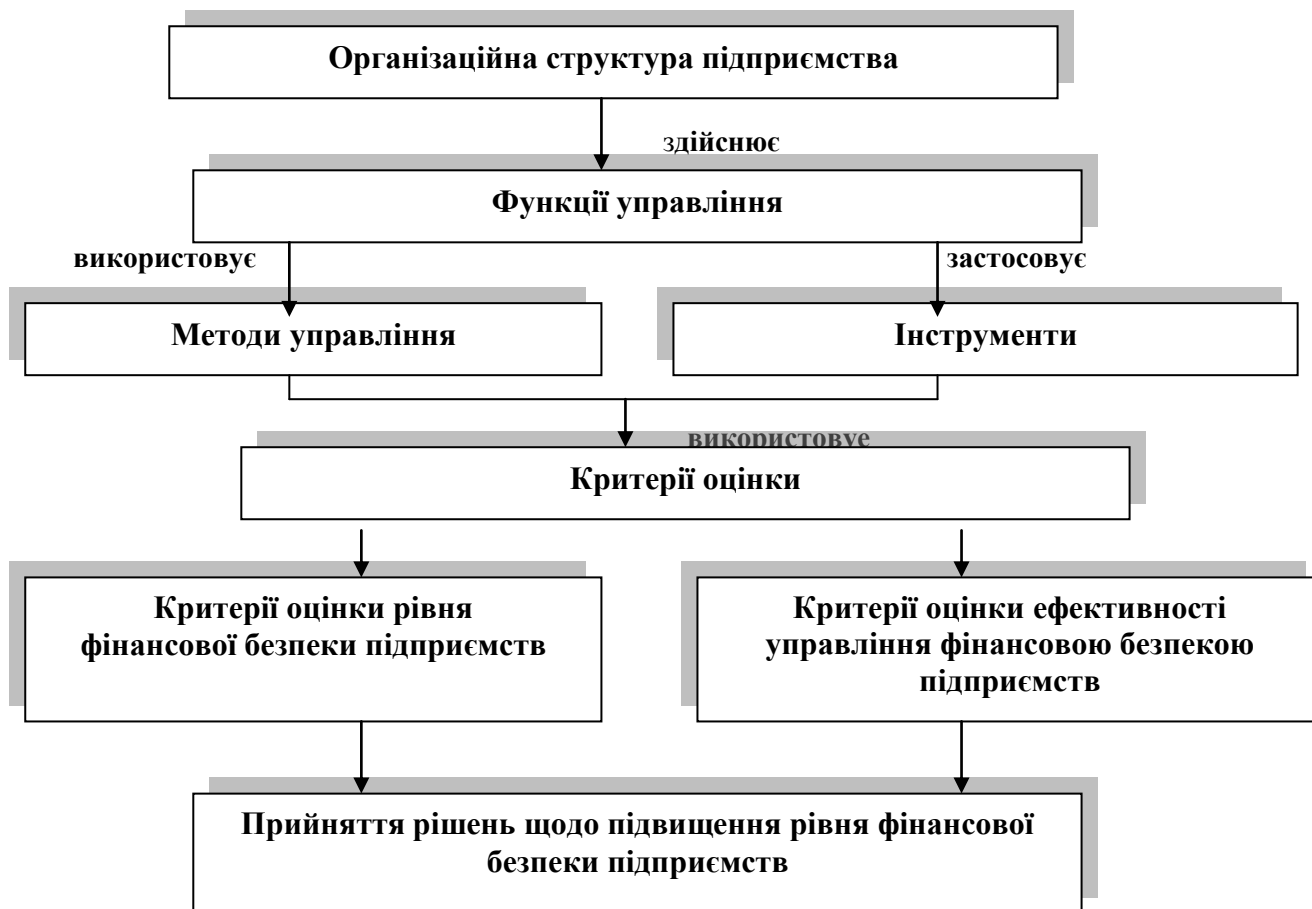 Організаційна структура підприємства
здійснює
Функції управління
використовує
застосовує
Методи управління
Інструменти
використовує
Критерії оцінки
Критерії оцінки рівня
фінансової безпеки підприємств
Критерії оцінки ефективності
управління фінансовою безпекою
підприємств
Прийняття рішень щодо підвищення рівня фінансової
безпеки підприємств